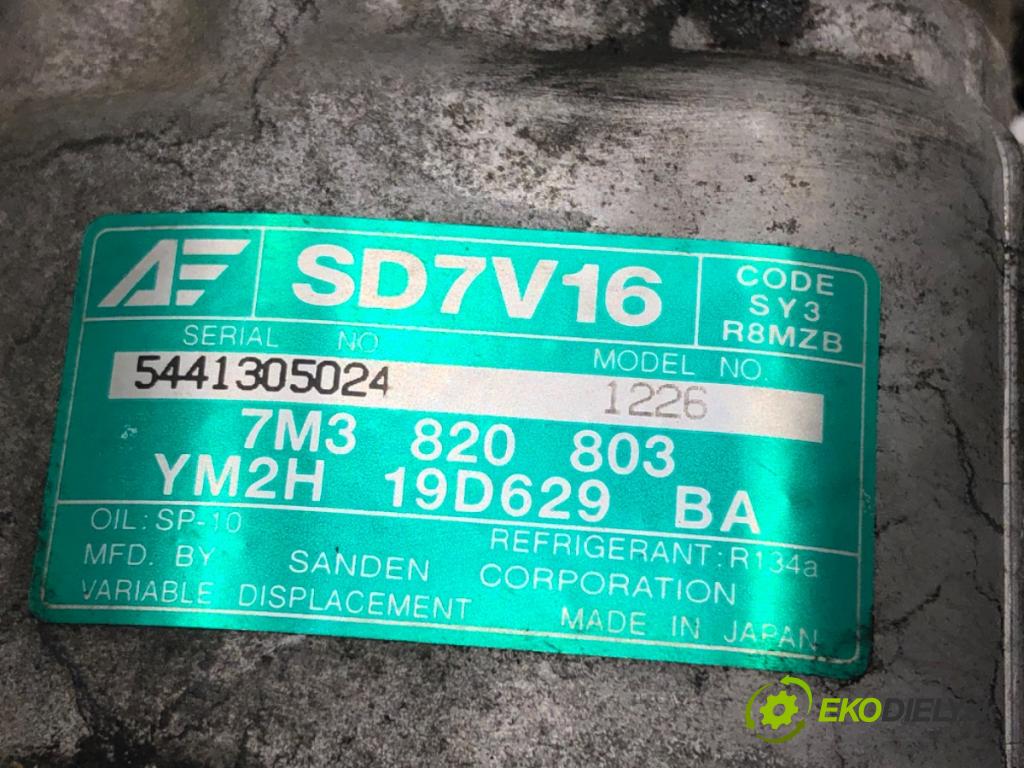 AE SD7V16 CODE
SY3
R8MZB
SERIAL NO. MODEL NO.
5441305024 1226
7M3 820 803
YM2H 19D629 BA
OIL: SP-10 REFRIGERANT: R134a
MFD. BY SANDEN CORPORATION
VARIABLE DISPLACEMENT MADE IN JAPAN
EKODIELY